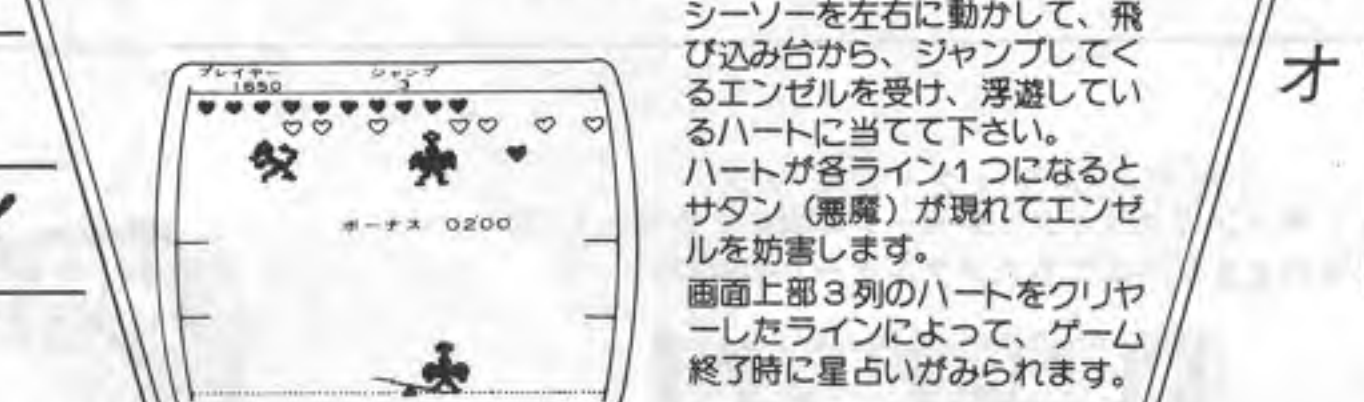 プレイヤー ジャンプ
1650 3
ボーナス 0200
シーソーを左右に動かして、飛
び込み台から、ジャンプしてく
るエンゼルを受け、浮遊してい
るハートに当てて下さい。
ハートが各ライン1つになると
サタン（悪魔）が現れてエンゼ
ルを妨害します。
画面上部3列のハートをクリヤ
ーしたラインによって、ゲーム
終了時に星占いがみられます。
オ